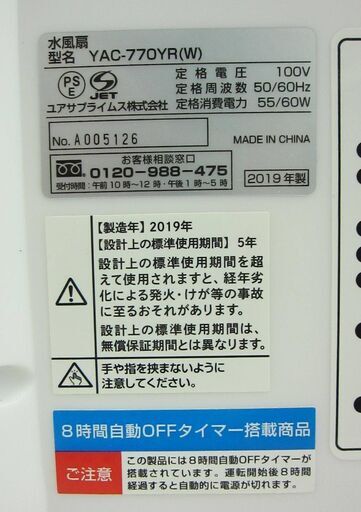 水風扇
型名 YAC-770YR(W)
PS
E
S
JET
定格電圧 100V
定格周波数 50/60Hz
定格消費電力 55/60W
ユアサプライムス株式会社
No. A005126
MADE IN CHINA
お客様相談窓口
0120-988-475
受付時間:午前10時～12時・午後1時～5時
2019年製
【製造年】2019年
【設計上の標準使用期間】5年
設計上の標準使用期間を超
えて使用されますと、経年劣
化による発火・けが等の事故
に至るおそれがあります。
設計上の標準使用期間は、
無償保証期間とは異なります。
手や指を挟まないように
注意してください。
8時間自動OFFタイマー搭載商品
ご注意
この製品には8時間自動OFFタイマーが
搭載されています。運転開始後8時間
経過すると自動的に電源が切れます。